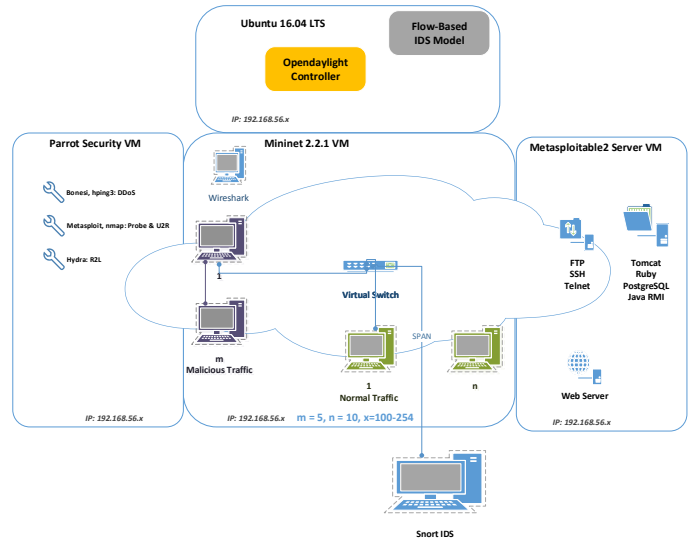 Ubuntu 16.04 LTS
Flow-Based
IDS Model
Opendaylight
Controller
IP: 192.168.56.x
Parrot Security VM
Mininet 2.2.1 VM
Metasploitable2 Server VM
Bonesi, hping3: DDoS
Metasploit, nmap: Probe & U2R
Hydra: R2L
Wireshark
1
Virtual Switch
m
Malicious Traffic
SPAN
1
Normal Traffic
n
FTP
SSH
Telnet
Tomcat
Ruby
PostgreSQL
Java RMI
Web Server
IP: 192.168.56.x
IP: 192.168.56.x
m = 5, n = 10, x=100-254
IP: 192.168.56.x
Snort IDS